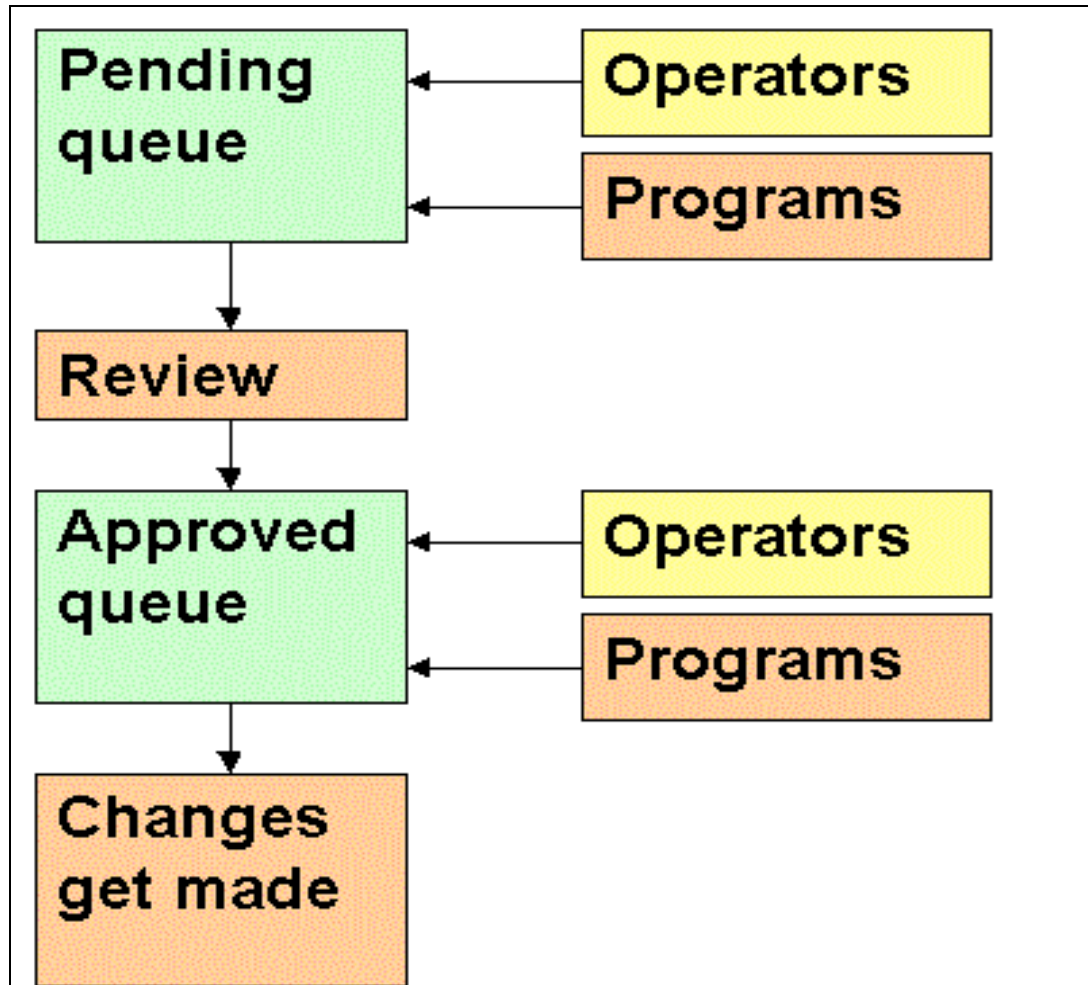 Pending
queue
Operators
Programs
Review
Approved
queue
Operators
Programs
Changes
get made